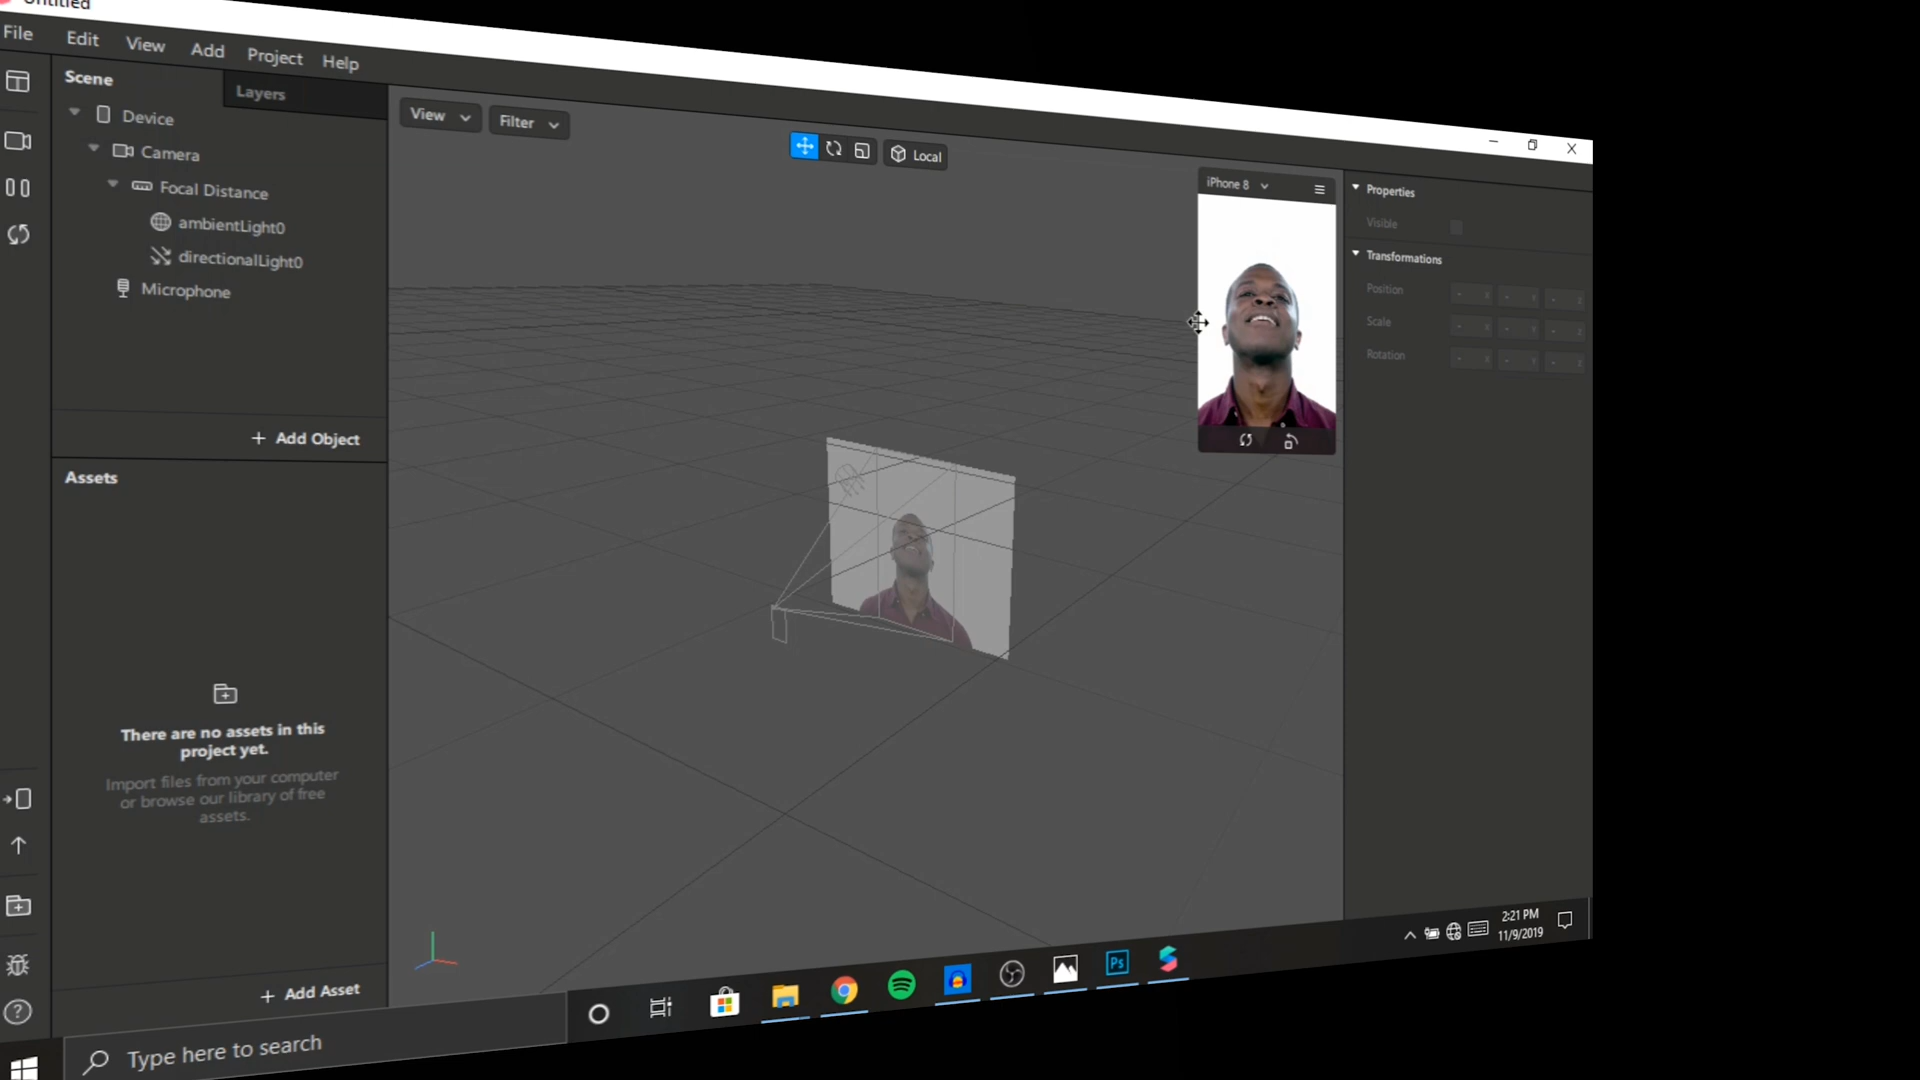 Untitled
File Edit View Add Project Help
Scene
Layers
Device
Camera
Focal Distance
ambientLight0
directionalLight0
Microphone
+ Add Object
Assets
There are no assets in this
project yet.
Import files from your computer
or browse our library of free
assets.
+ Add Asset
View
Filter
Local
iPhone 8
Properties
Visible
Transformations
Position - X - Y - Z
Scale - X - Y - Z
Rotation - X - Y - Z
Type here to search
Ps
2:21 PM
11/9/2019